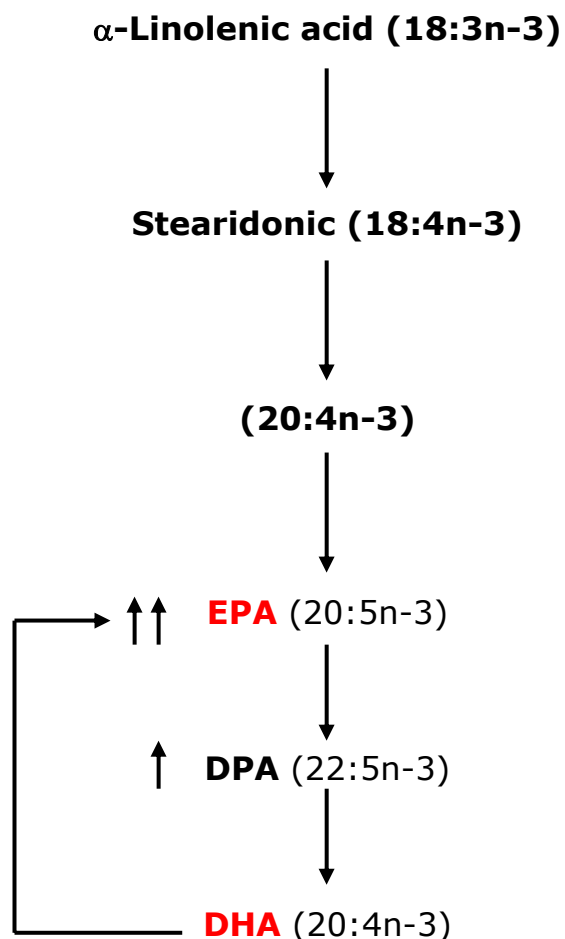 α-Linolenic acid (18:3n-3)
Stearidonic (18:4n-3)
(20:4n-3)
EPA (20:5n-3)
DPA (22:5n-3)
DHA (20:4n-3)